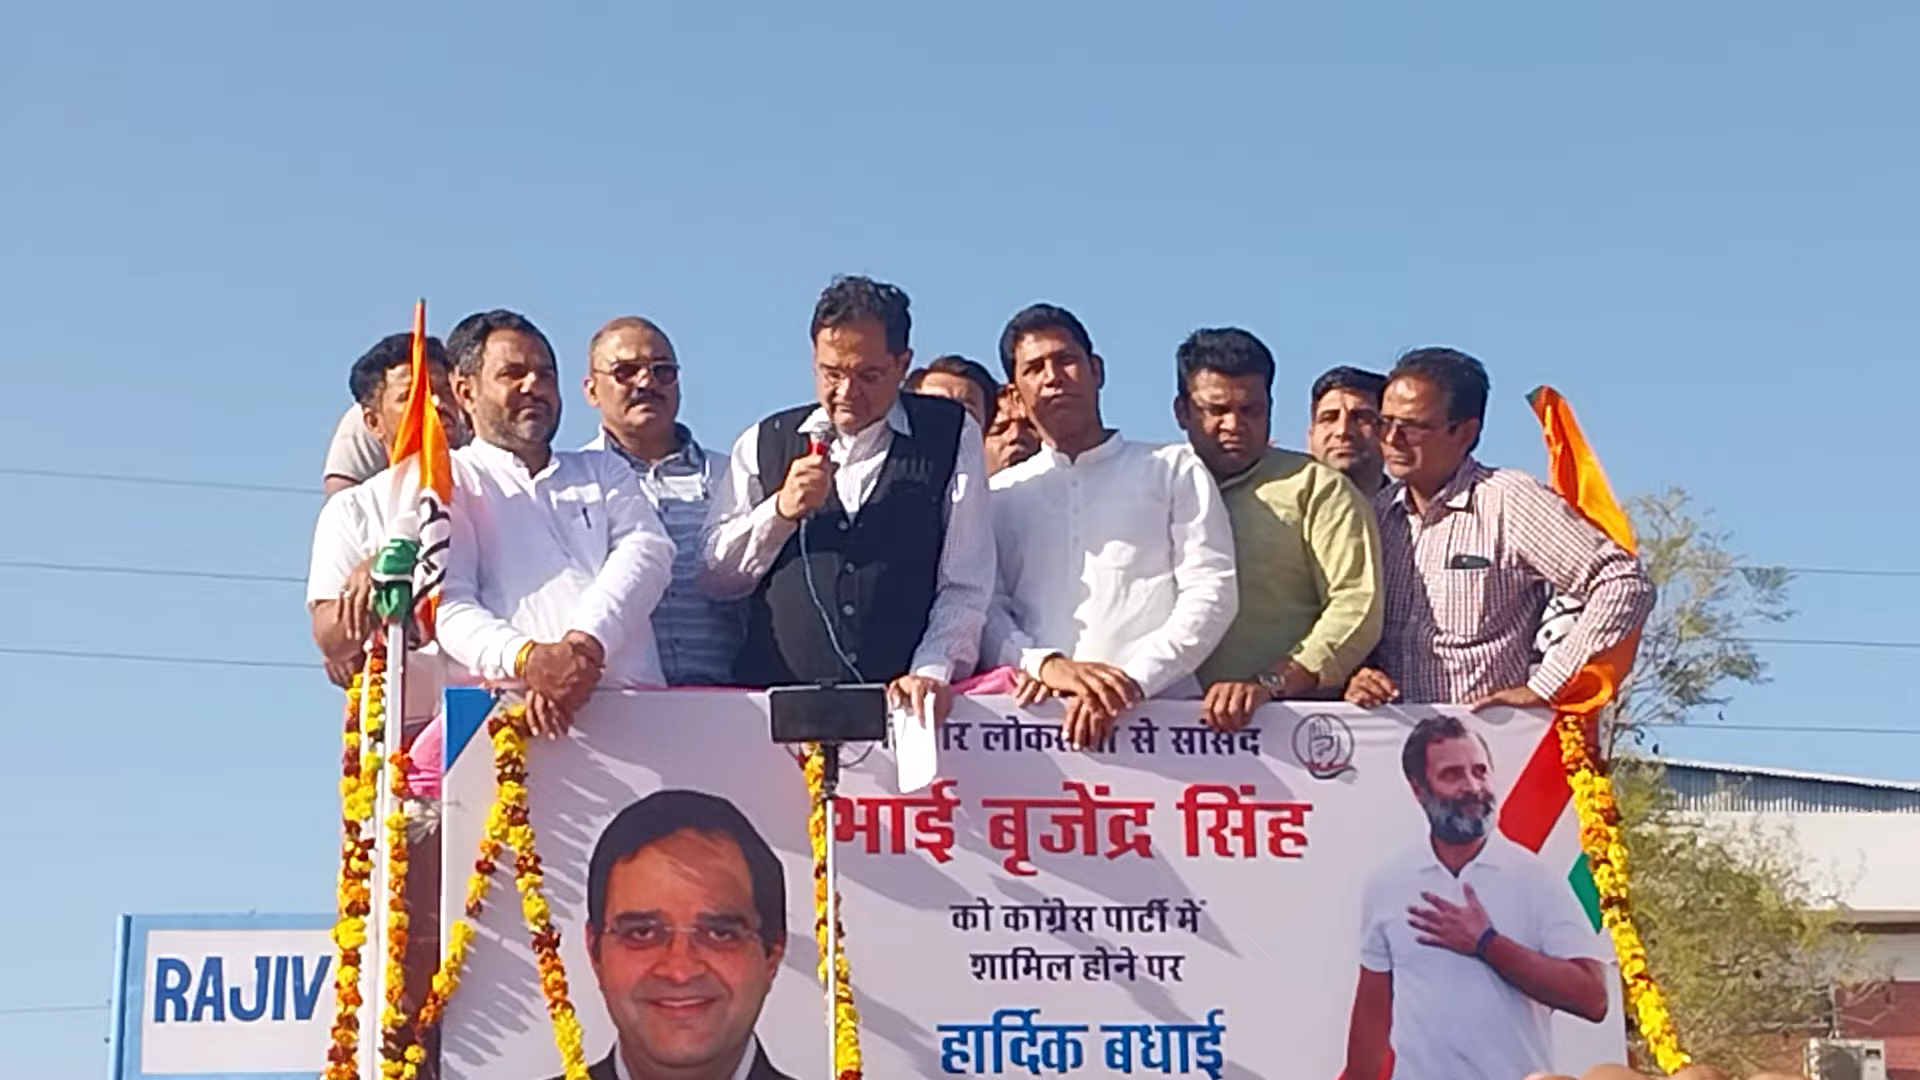 लोकसभा से सांसद
भाई बृजेंद्र सिंह
को कांग्रेस पार्टी में
शामिल होने पर
हार्दिक बधाई
RAJIV